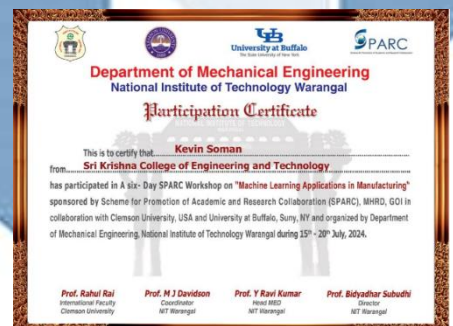 University at Buffalo
The State University of New York
SPARC
Department of Mechanical Engineering
National Institute of Technology Warangal
Participation Certificate
This is to certify that Kevin Soman
from Sri Krishna College of Engineering and Technology
has participated in A six- Day SPARC Workshop on "Machine Learning Applications in Manufacturing"
sponsored by Scheme for Promotion of Academic and Research Collaboration (SPARC), MHRD, GOI in
collaboration with Clemson University, USA and University at Buffalo, Suny, NY and organized by Department
of Mechanical Engineering, National Institute of Technology Warangal during 15th - 20th July, 2024.
Prof. Rahul Rai
International Faculty
Clemson University
Prof. M J Davidson
Coordinator
NIT Warangal
Prof. Y Ravi Kumar
Head MED
NIT Warangal
Prof. Bidyadhar Subudhi
Director
NIT Warangal